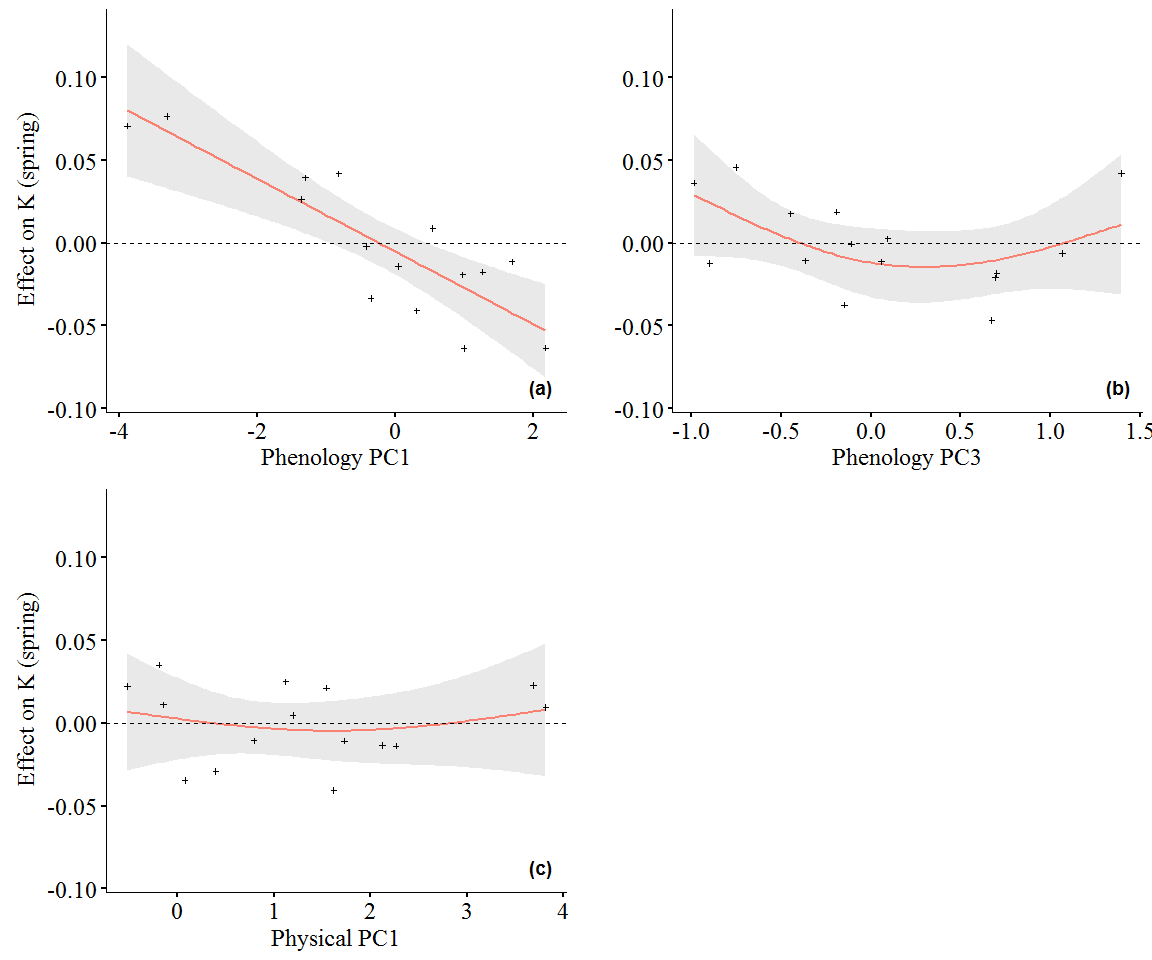 Effect on K (spring)
0.10
0.05
0.00
-0.05
-0.10
(a)
-4 -2 0 2
Phenology PC1
0.10
0.05
0.00
-0.05
-0.10
(b)
-1.0 -0.5 0.0 0.5 1.0 1.5
Phenology PC3
Effect on K (spring)
0.10
0.05
0.00
-0.05
-0.10
(c)
0 1 2 3 4
Physical PC1